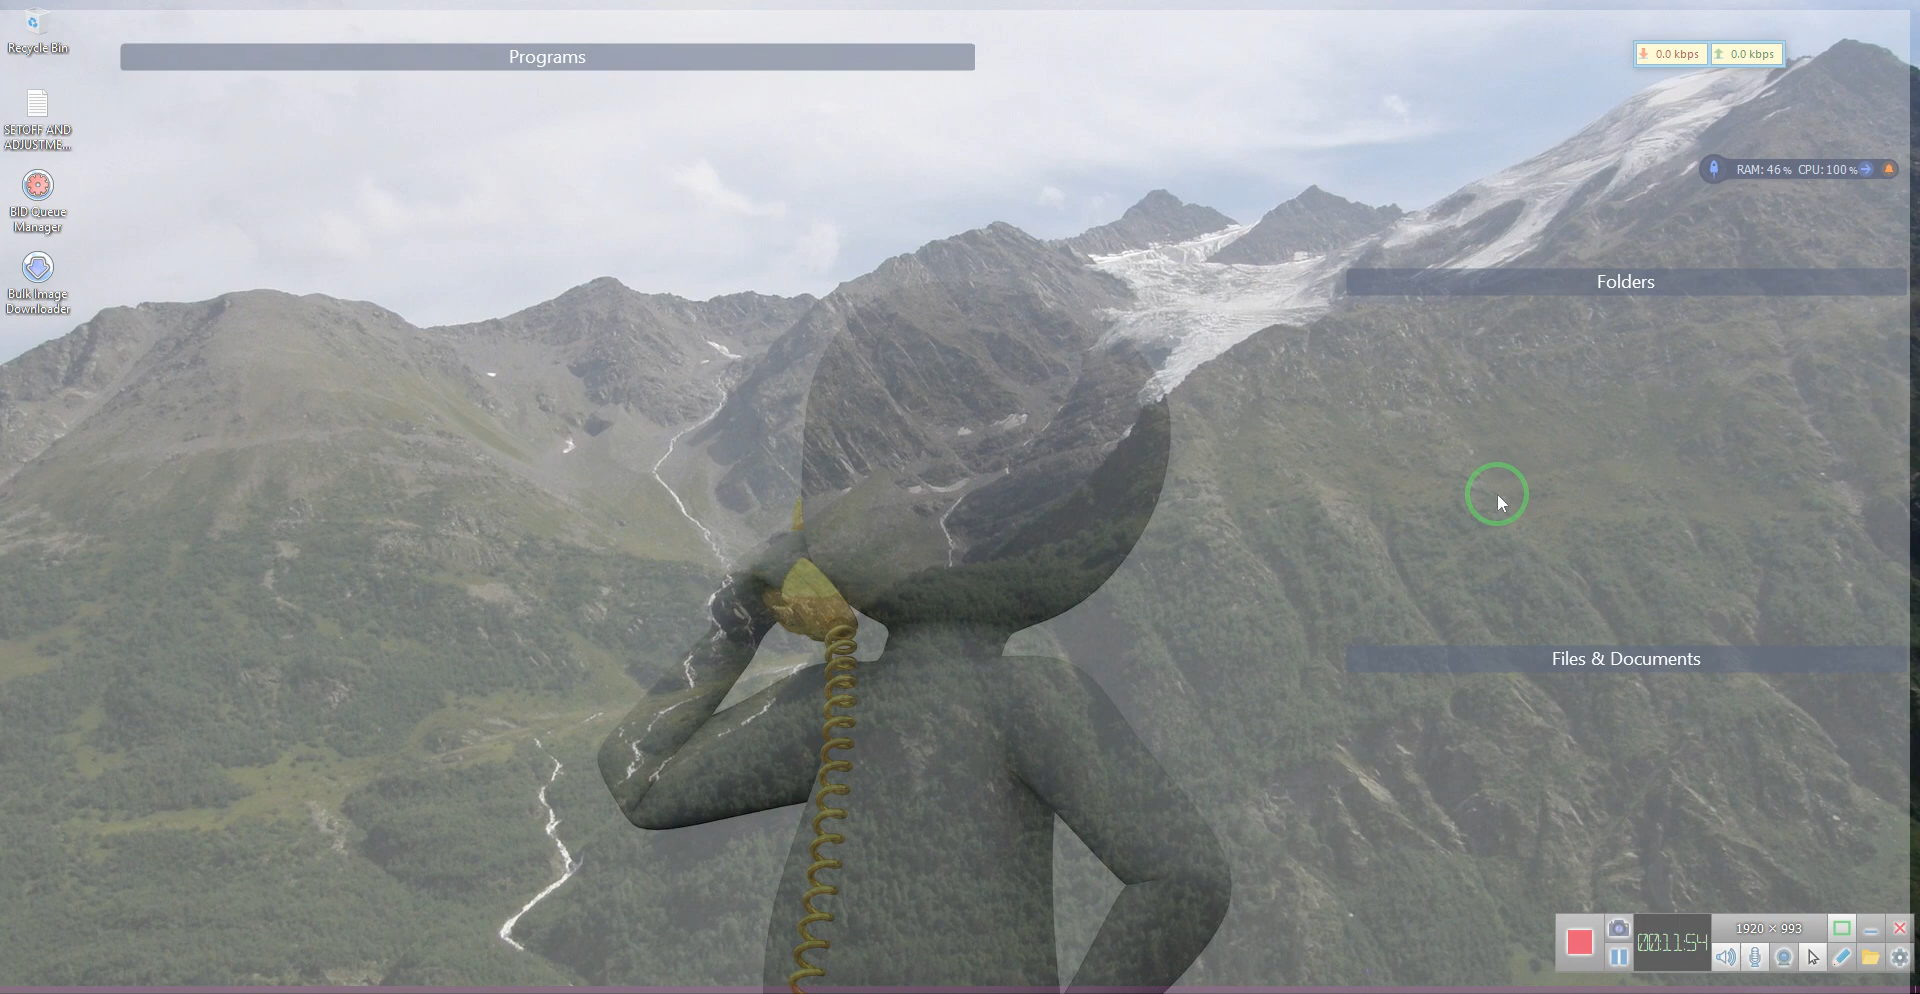 Recycle Bin
Programs
0.0 kbps
0.0 kbps
SETOFF AND
ADJUSTME...
RAM: 46 % CPU: 100 %
BID Queue
Manager
Folders
Bulk Image
Downloader
Files & Documents
1920 × 993
00:11:54